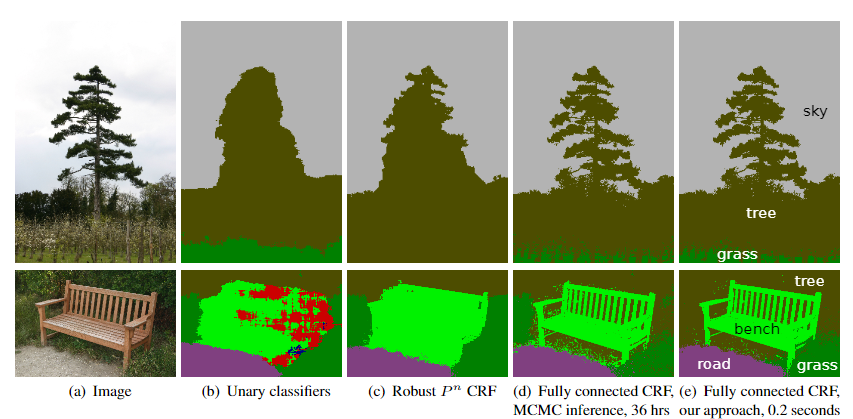 sky
tree
grass
tree
bench
road
grass
(a) Image
(b) Unary classifiers
(c) Robust P^n CRF
(d) Fully connected CRF,
MCMC inference, 36 hrs
(e) Fully connected CRF,
our approach, 0.2 seconds